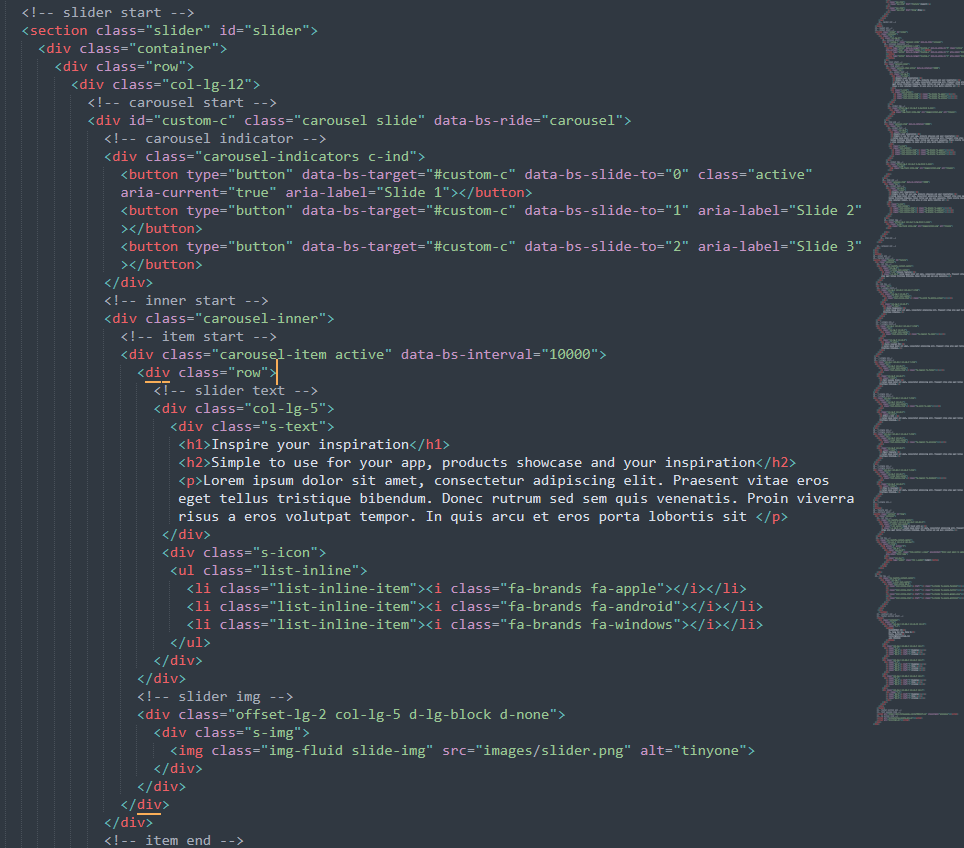 <!-- slider start -->
<section class="slider" id="slider">
<div class="container">
<div class="row">
<div class="col-lg-12">
<!-- carousel start -->
<div id="custom-c" class="carousel slide" data-bs-ride="carousel">
<!-- carousel indicator -->
<div class="carousel-indicators c-ind">
<button type="button" data-bs-target="#custom-c" data-bs-slide-to="0" class="active"
aria-current="true" aria-label="Slide 1"></button>
<button type="button" data-bs-target="#custom-c" data-bs-slide-to="1" aria-label="Slide 2"
></button>
<button type="button" data-bs-target="#custom-c" data-bs-slide-to="2" aria-label="Slide 3"
></button>
</div>
<!-- inner start -->
<div class="carousel-inner">
<!-- item start -->
<div class="carousel-item active" data-bs-interval="10000">
<div class="row">
<!-- slider text -->
<div class="col-lg-5">
<div class="s-text">
<h1>Inspire your inspiration</h1>
<h2>Simple to use for your app, products showcase and your inspiration</h2>
<p>Lorem ipsum dolor sit amet, consectetur adipiscing elit. Praesent vitae eros
eget tellus tristique bibendum. Donec rutrum sed sem quis venenatis. Proin viverra
risus a eros volutpat tempor. In quis arcu et eros porta lobortis sit </p>
</div>
<div class="s-icon">
<ul class="list-inline">
<li class="list-inline-item"><i class="fa-brands fa-apple"></i></li>
<li class="list-inline-item"><i class="fa-brands fa-android"></i></li>
<li class="list-inline-item"><i class="fa-brands fa-windows"></i></li>
</ul>
</div>
</div>
<!-- slider img -->
<div class="offset-lg-2 col-lg-5 d-lg-block d-none">
<div class="s-img">
<img class="img-fluid slide-img" src="images/slider.png" alt="tinyone">
</div>
</div>
</div>
</div>
<!-- item end -->